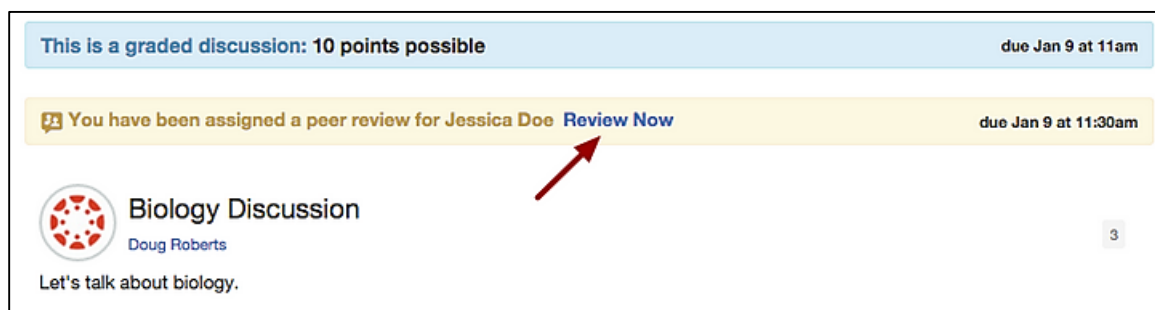 This is a graded discussion: 10 points possible due Jan 9 at 11am
You have been assigned a peer review for Jessica Doe Review Now due Jan 9 at 11:30am
Biology Discussion
Doug Roberts
3
Let's talk about biology.